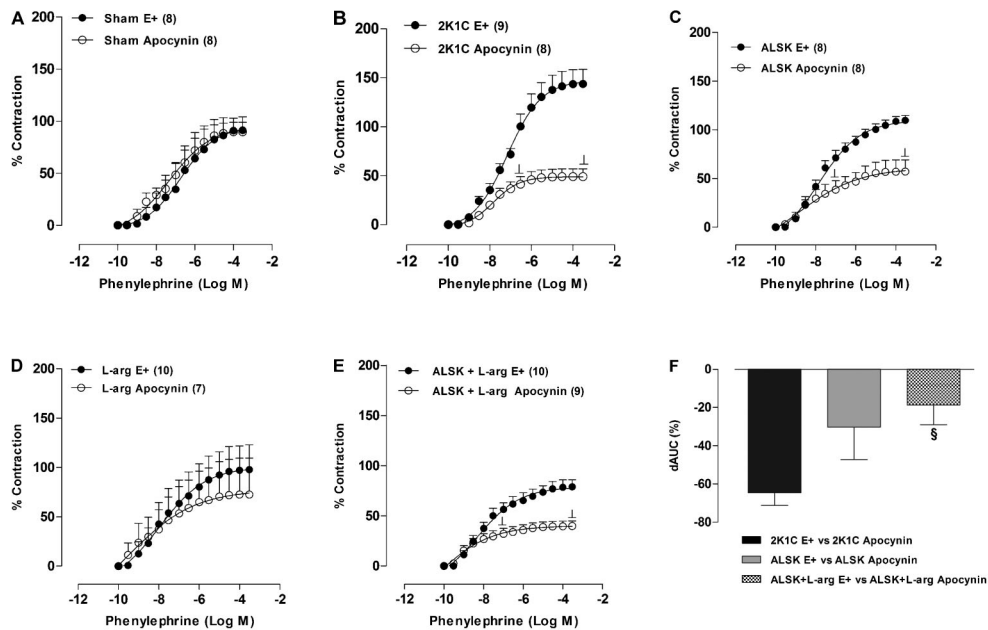 A
Sham E+ (8)
Sham Apocynin (8)
200
150
100
50
0
% Contraction
-12 -10 -8 -6 -4 -2
Phenylephrine (Log M)
B
2K1C E+ (9)
2K1C Apocynin (8)
200
150
100
50
0
% Contraction
-12 -10 -8 -6 -4 -2
Phenylephrine (Log M)
C
ALSK E+ (8)
ALSK Apocynin (8)
200
150
100
50
0
% Contraction
-12 -10 -8 -6 -4 -2
Phenylephrine (Log M)
D
L-arg E+ (10)
L-arg Apocynin (7)
200
150
100
50
0
% Contraction
-12 -10 -8 -6 -4 -2
Phenylephrine (Log M)
E
ALSK + L-arg E+ (10)
ALSK + L-arg Apocynin (9)
200
150
100
50
0
% Contraction
-12 -10 -8 -6 -4 -2
Phenylephrine (Log M)
F
0
-20
-40
-60
-80
dAUC (%)
§
2K1C E+ vs 2K1C Apocynin
ALSK E+ vs ALSK Apocynin
ALSK+L-arg E+ vs ALSK+L-arg Apocynin